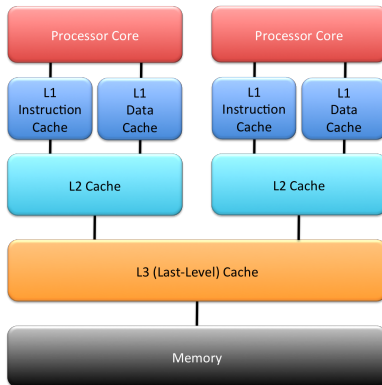 Processor Core
Processor Core
L1
Instruction
Cache
L1
Data
Cache
L1
Instruction
Cache
L1
Data
Cache
L2 Cache
L2 Cache
L3 (Last-Level) Cache
Memory